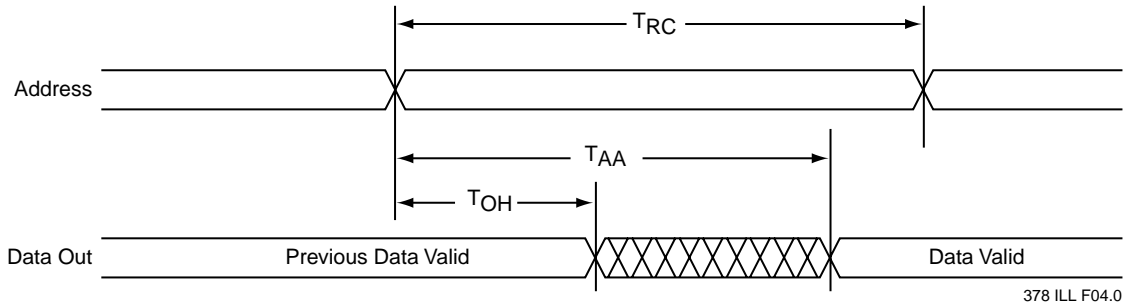 TRC
Address
TAA
TOH
Data Out
Previous Data Valid
Data Valid
378 ILL F04.0